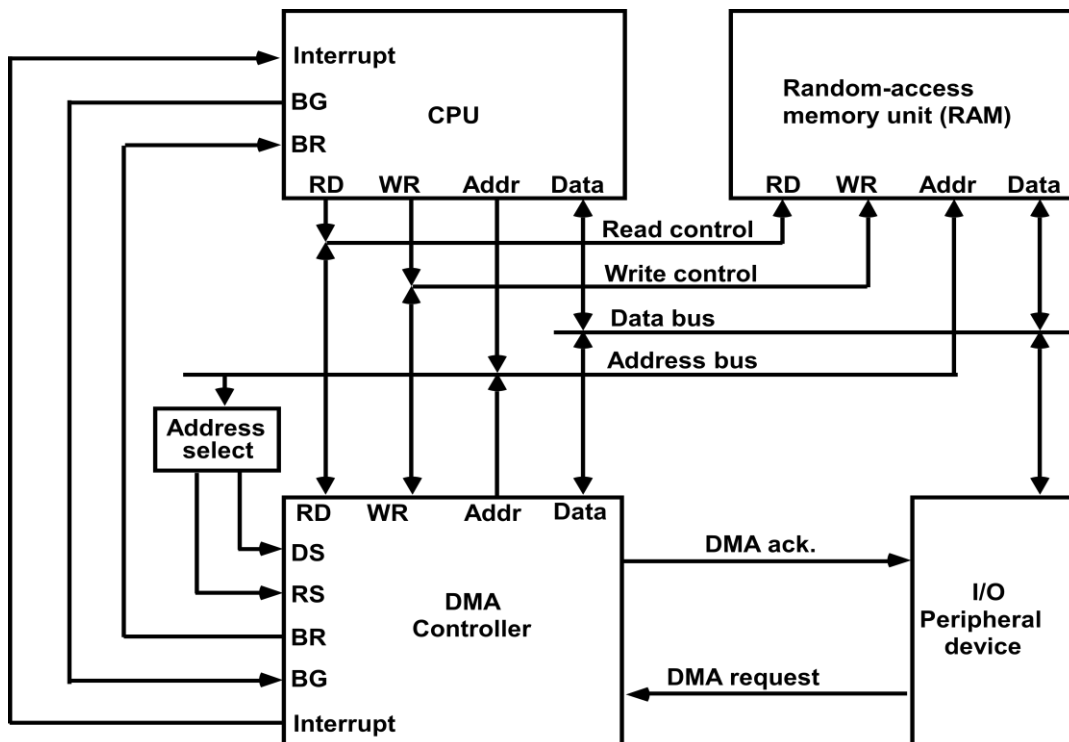 Interrupt
BG
CPU
BR
RD WR Addr Data
Random-access
memory unit (RAM)
RD WR Addr Data
Read control
Write control
Data bus
Address bus
Address
select
RD WR Addr Data
DS
RS
BR
BG
Interrupt
DMA
Controller
DMA ack.
DMA request
I/O
Peripheral
device